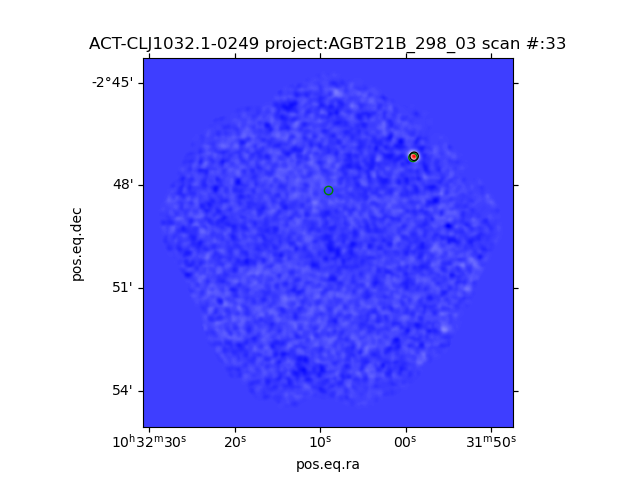 ACT-CLJ1032.1-0249 project:AGBT21B_298_03 scan #:33
-2°45'
48'
51'
54'
pos.eq.dec
10ʰ32ᵐ30ˢ 20ˢ 10ˢ 00ˢ 31ᵐ50ˢ
pos.eq.ra